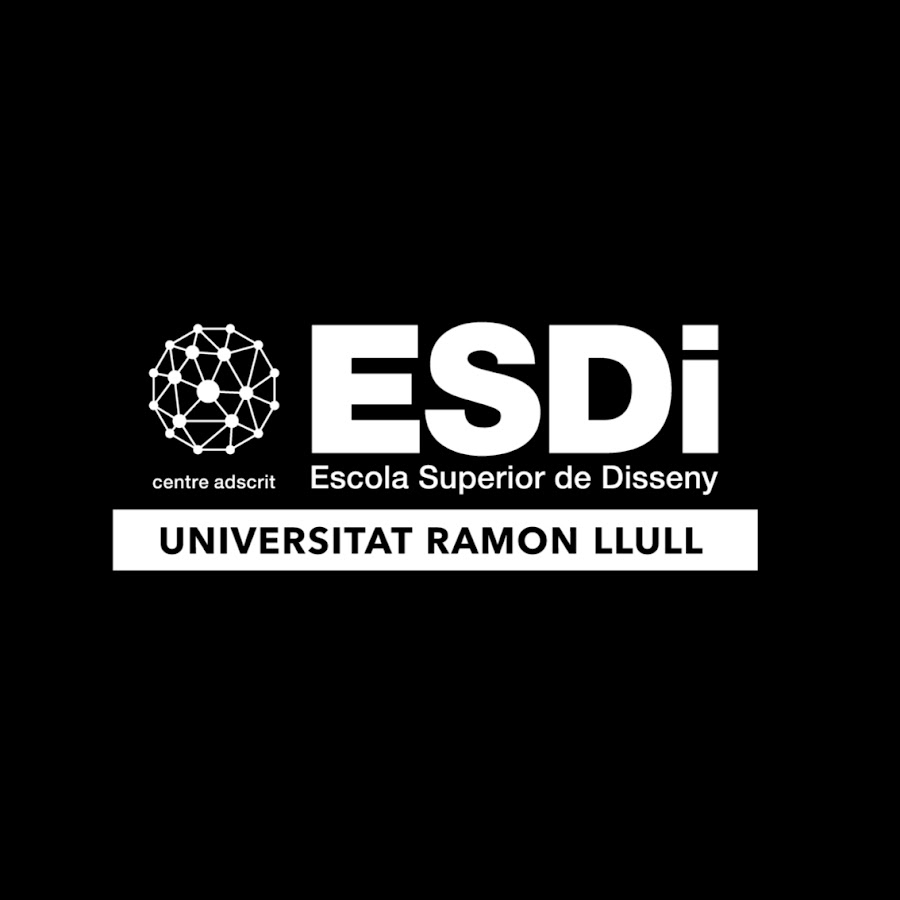 ESDi
centre adscrit
Escola Superior de Disseny
UNIVERSITAT RAMON LLULL